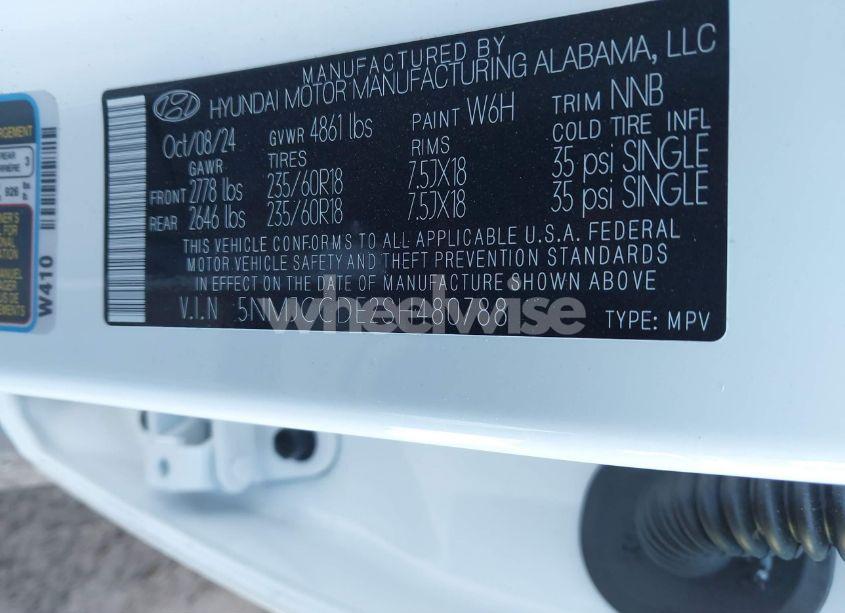 MANUFACTURED BY
HYUNDAI MOTOR MANUFACTURING ALABAMA, LLC
Oct/08/24 GVWR 4861 lbs PAINT W6H TRIM NNB
GAWR TIRES RIMS COLD TIRE INFL
FRONT 2778 lbs 235/60R18 7.5JX18 35 psi SINGLE
REAR 2646 lbs 235/60R18 7.5JX18 35 psi SINGLE
THIS VEHICLE CONFORMS TO ALL APPLICABLE U.S.A. FEDERAL
MOTOR VEHICLE SAFETY AND THEFT PREVENTION STANDARDS
IN EFFECT ON THE DATE OF MANUFACTURE SHOWN ABOVE
V.I.N
TYPE: MPV
wheelwise
W410
REAR
3
926